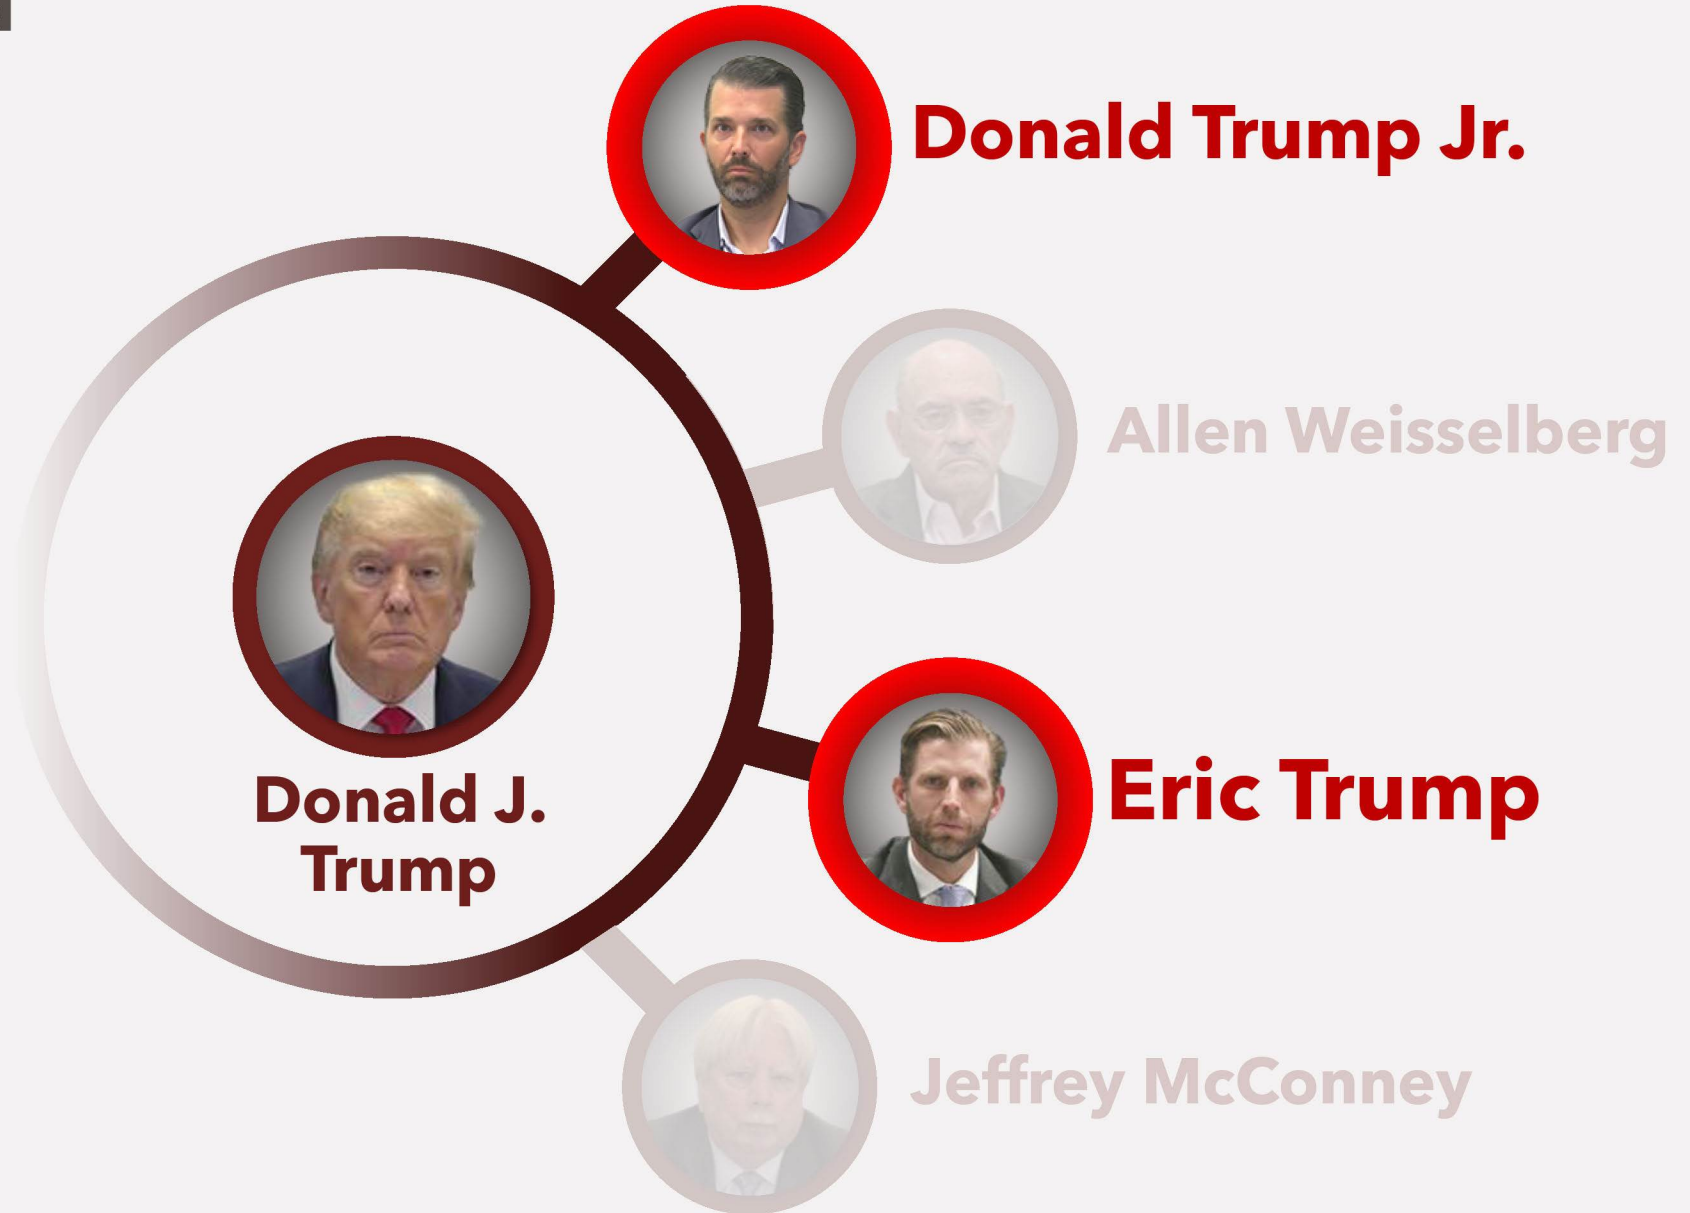 Donald Trump Jr.
Allen Weisselberg
Donald J.
Trump
Eric Trump
Jeffrey McConney